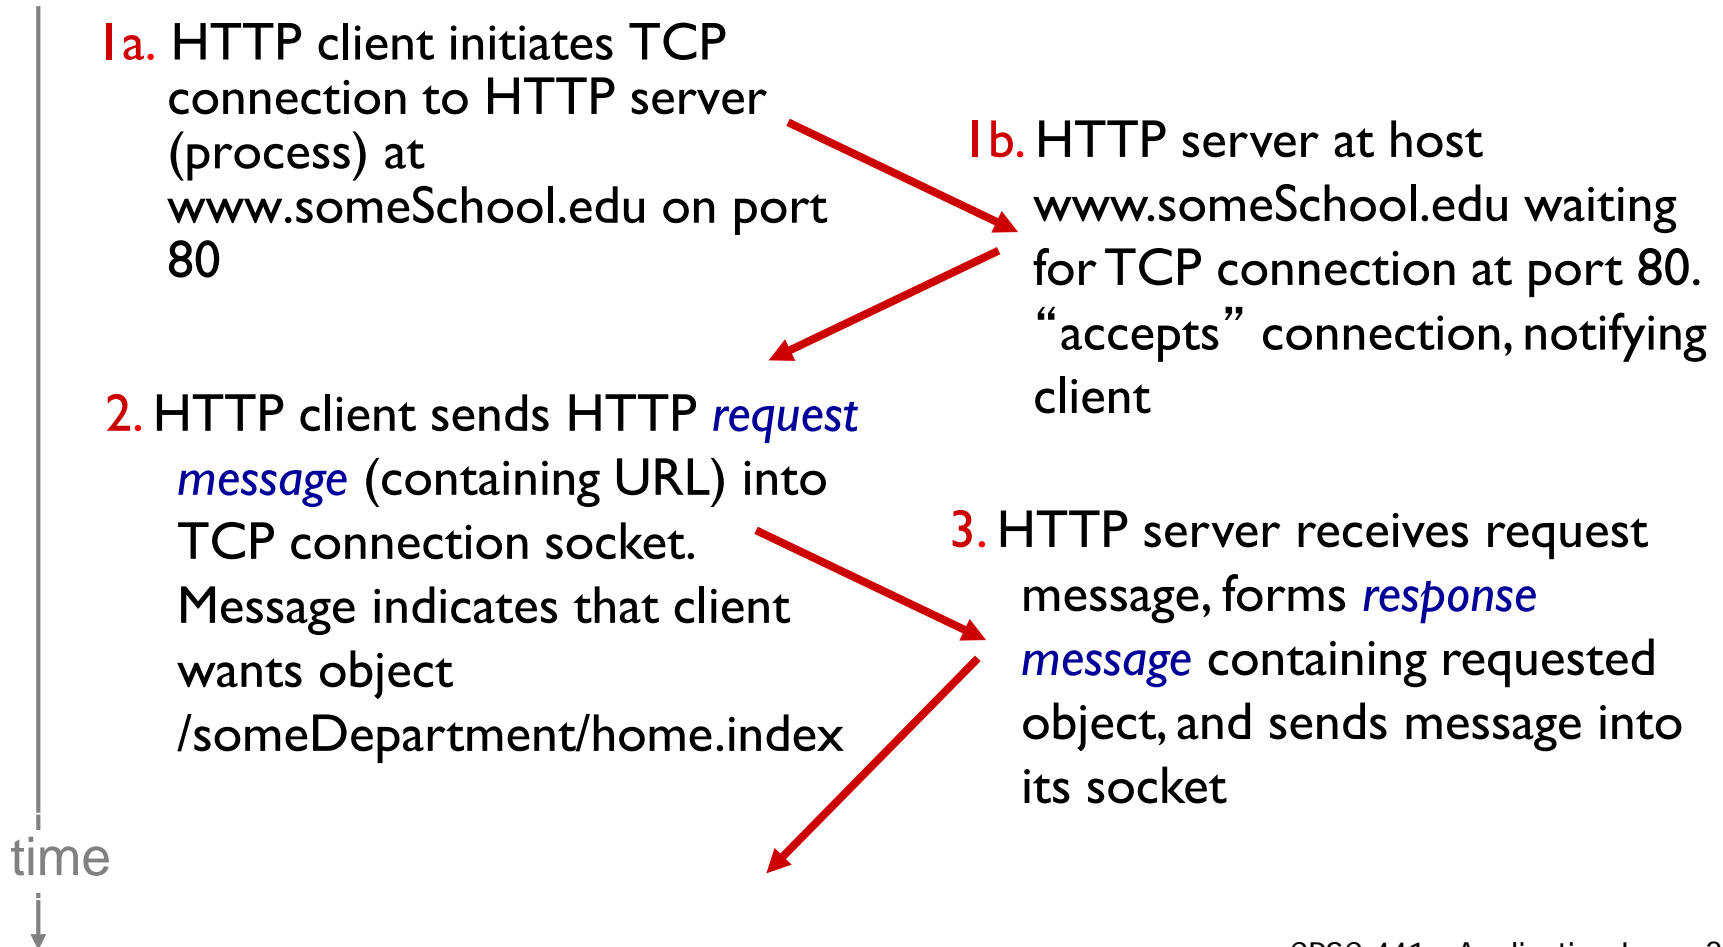 1a. HTTP client initiates TCP
connection to HTTP server
(process) at
www.someSchool.edu on port
80
1b. HTTP server at host
www.someSchool.edu waiting
for TCP connection at port 80.
“accepts” connection, notifying
client
2. HTTP client sends HTTP request
message (containing URL) into
TCP connection socket.
Message indicates that client
wants object
/someDepartment/home.index
3. HTTP server receives request
message, forms response
message containing requested
object, and sends message into
its socket
time